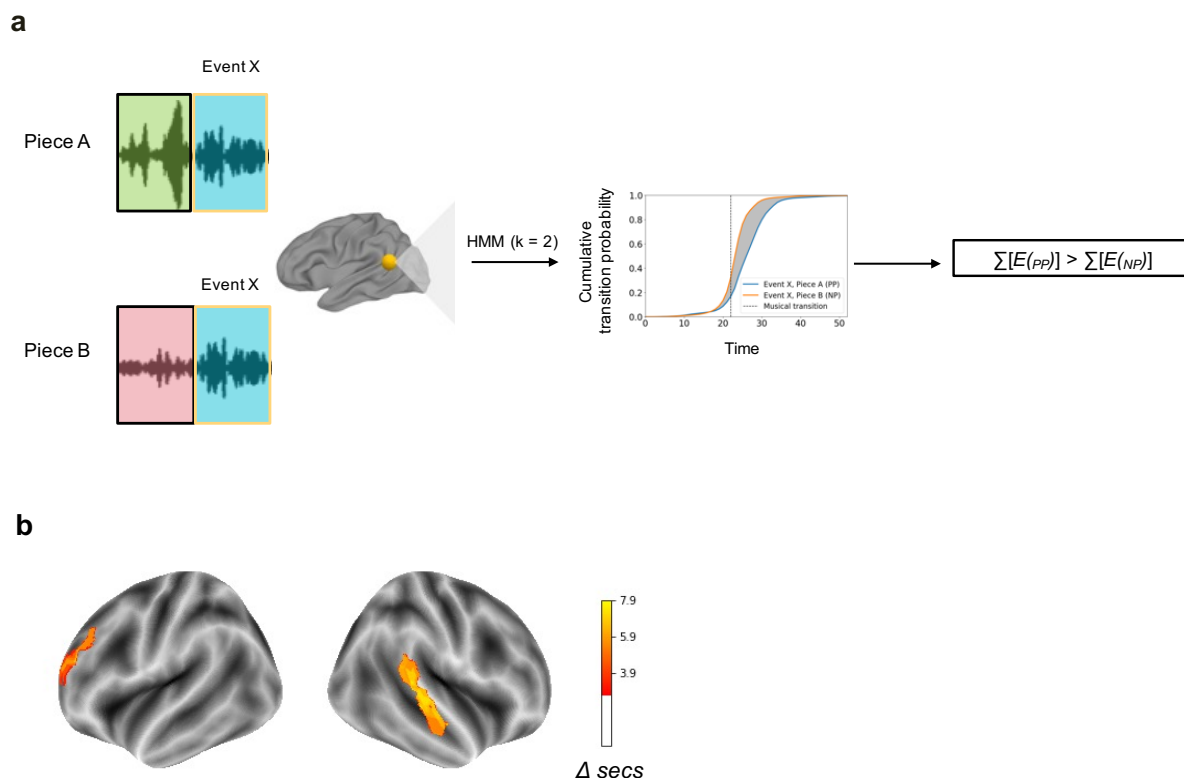 a
Event X
Piece A
Event X
Piece B
HMM (k = 2)
Cumulative
transition probability
1.0
0.8
0.6
0.4
0.2
0.0
Event X, Piece A (PP)
Event X, Piece B (NP)
Musical transition
0 10 20 30 40 50
Time
∑[E(PP)] > ∑[E(NP)]
b
7.9
5.9
3.9
Δ secs